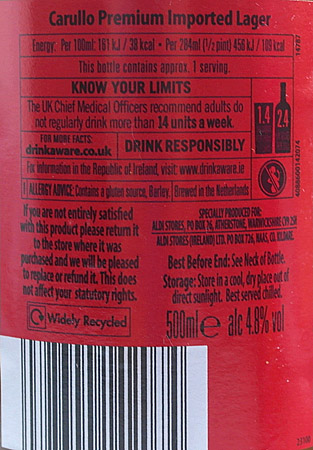 Carullo Premium Imported Lager
Energy: Per 100ml: 161 kJ / 38 kcal • Per 284ml (1/2 pint) 456 kJ / 109 kcal
This bottle contains approx. 1 serving.
KNOW YOUR LIMITS
The UK Chief Medical Officers recommend adults do
not regularly drink more than 14 units a week.
1.4
2.4
FOR MORE FACTS:
drinkaware.co.uk
DRINK RESPONSIBLY
For information in the Republic of Ireland, visit: www.drinkaware.ie
! ALLERGY ADVICE: Contains a gluten source, Barley. Brewed in the Netherlands
14787
4088600142074
If you are not entirely satisfied
with this product please return it
to the store where it was
purchased and we will be pleased
to replace or refund it. This does
not affect your statutory rights.
Widely Recycled
SPECIALLY PRODUCED FOR:
ALDI STORES, PO BOX 26, ATHERSTONE, WARWICKSHIRE CV9 2SH
ALDI STORES (IRELAND) LTD. PO BOX 726, NAAS, CO. KILDARE.
Best Before End: See Neck of Bottle.
Storage: Store in a cool, dry place out of
direct sunlight. Best served chilled.
500ml e alc 4.8% vol